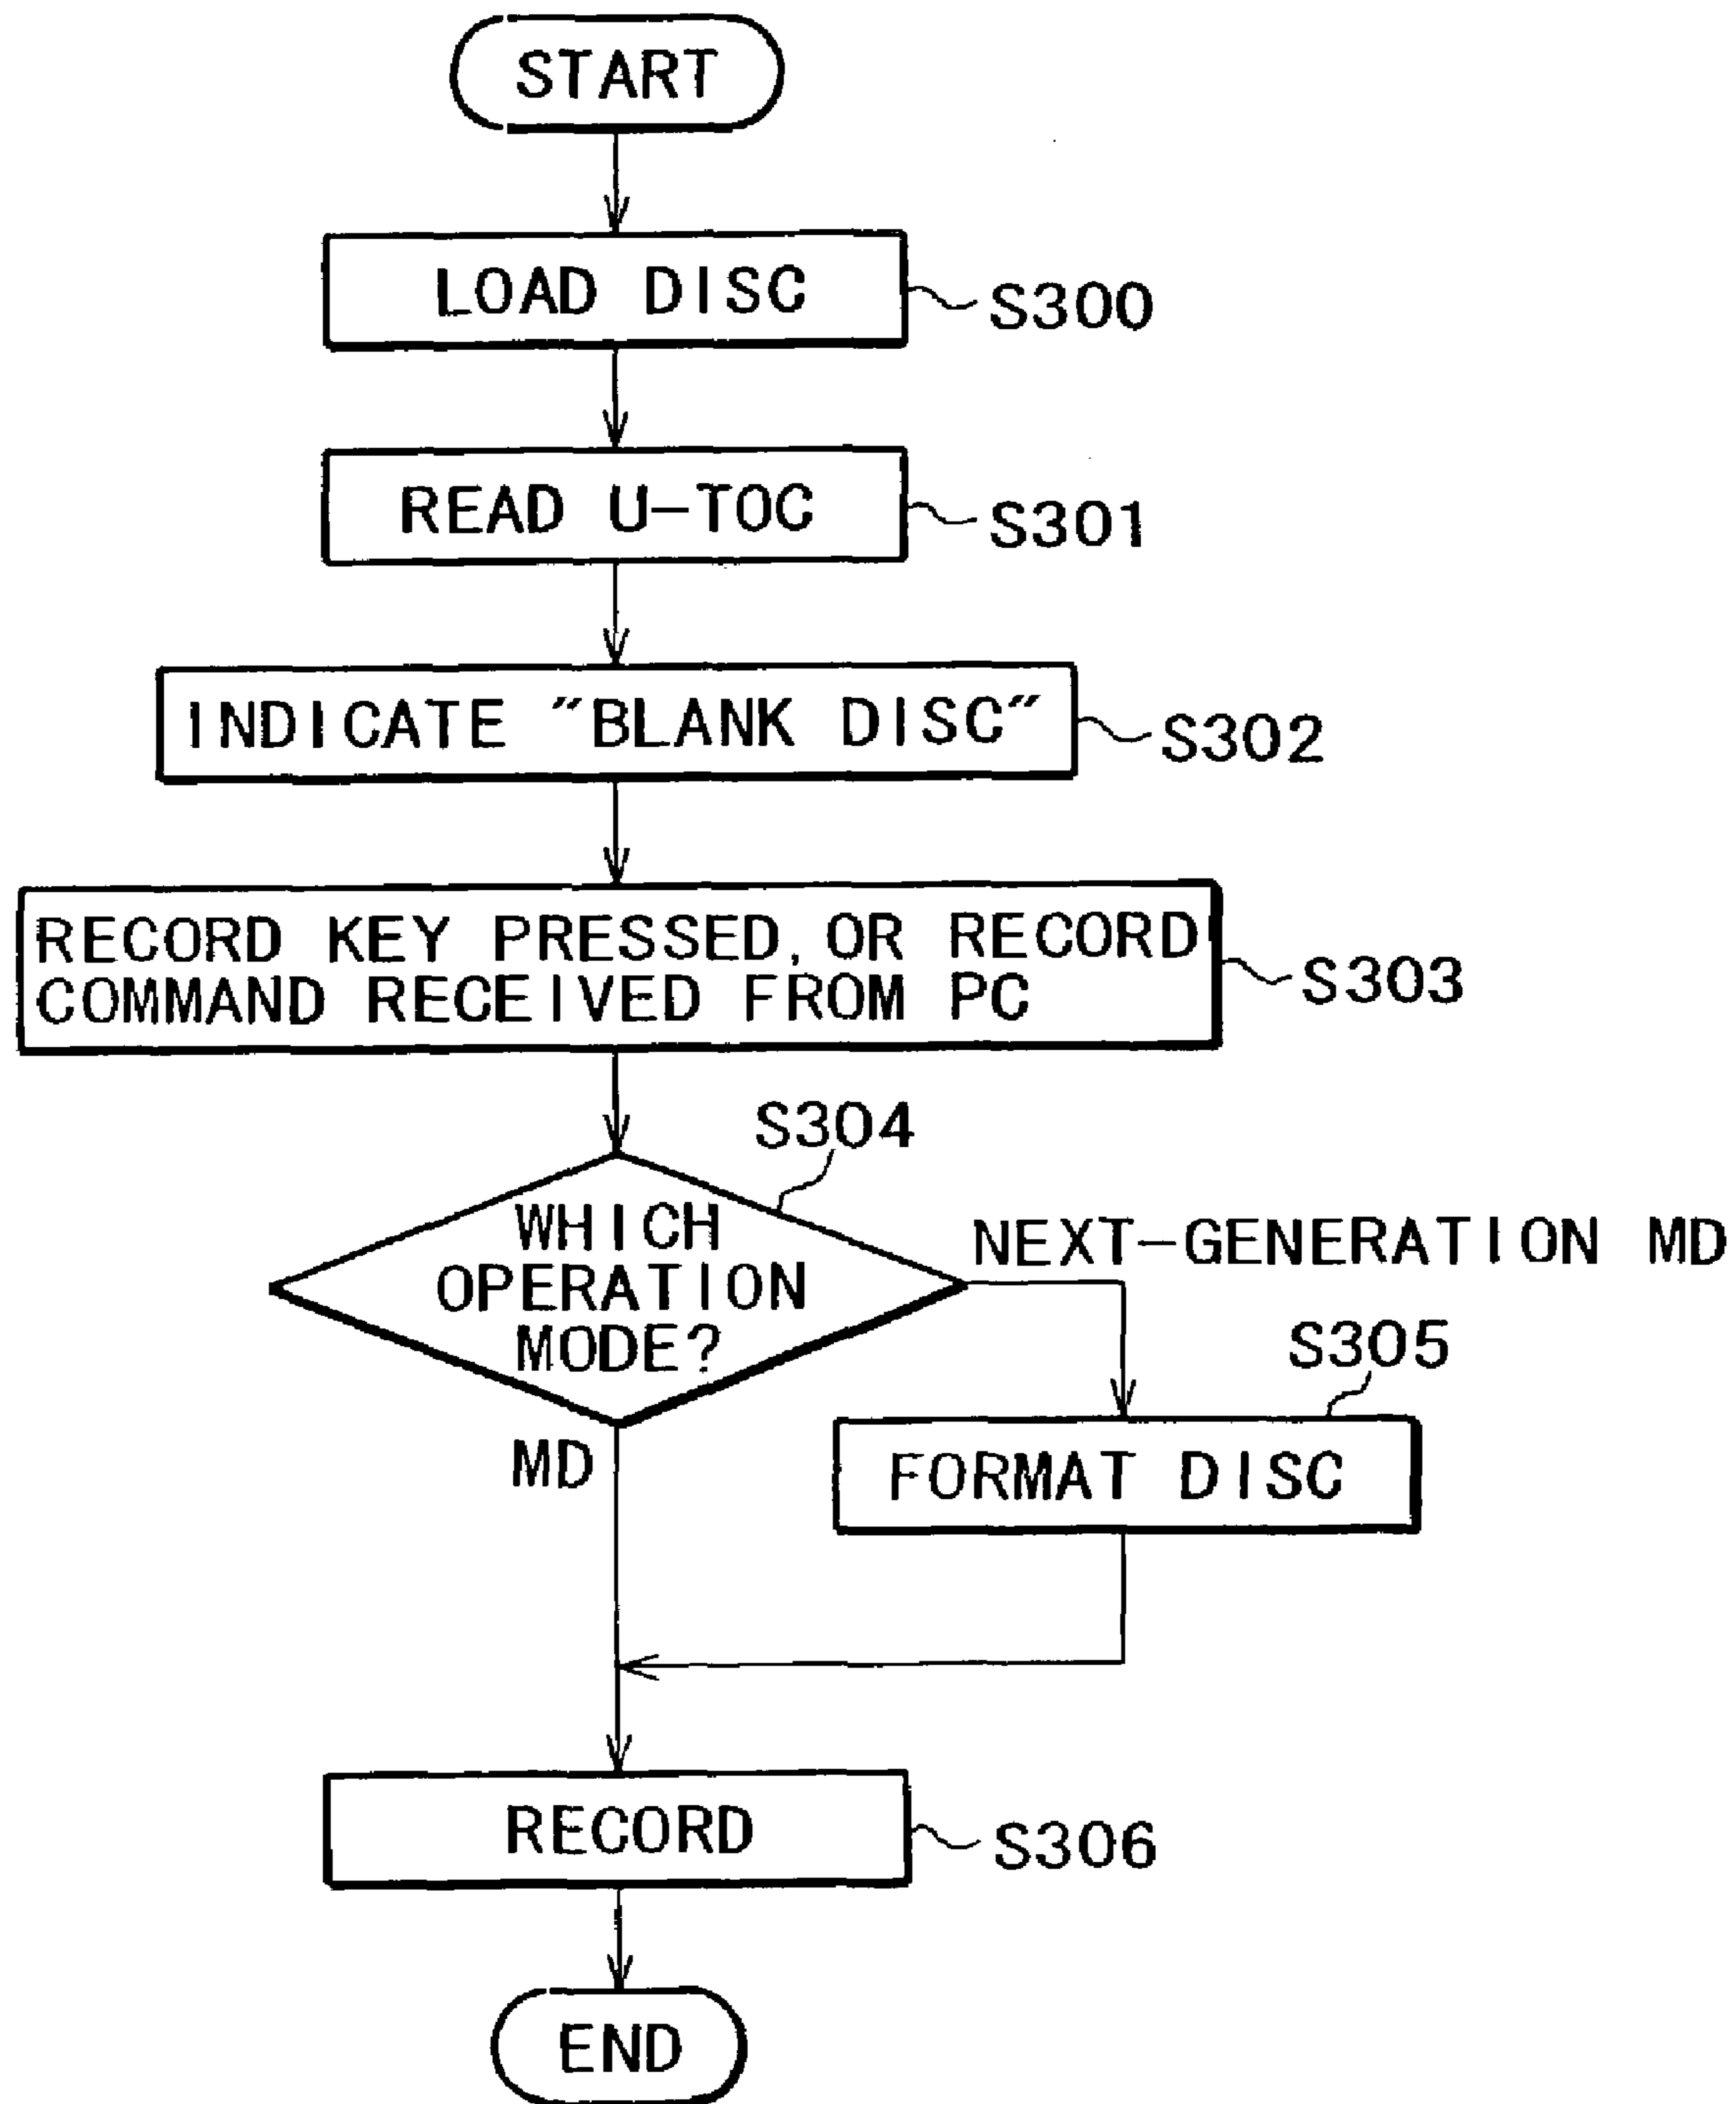 START
LOAD DISC
S300
READ U-TOC
S301
INDICATE "BLANK DISC"
S302
RECORD KEY PRESSED, OR RECORD
COMMAND RECEIVED FROM PC
S303
S304
WHICH
OPERATION
MODE?
NEXT-GENERATION MD
S305
MD
FORMAT DISC
RECORD
S306
END